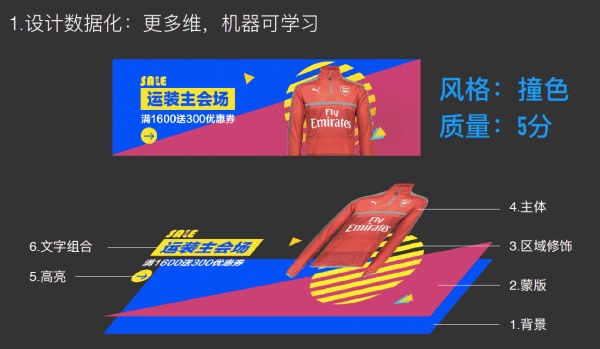 1.设计数据化：更多维，机器可学习
SALE
运装主会场
满1600送300优惠券
Arsenal
Fly
Emirates
风格：撞色
质量：5分
SALE
运装主会场
满1600送300优惠券
Fly
Emirates
6.文字组合
5.高亮
4.主体
3.区域修饰
2.蒙版
1.背景